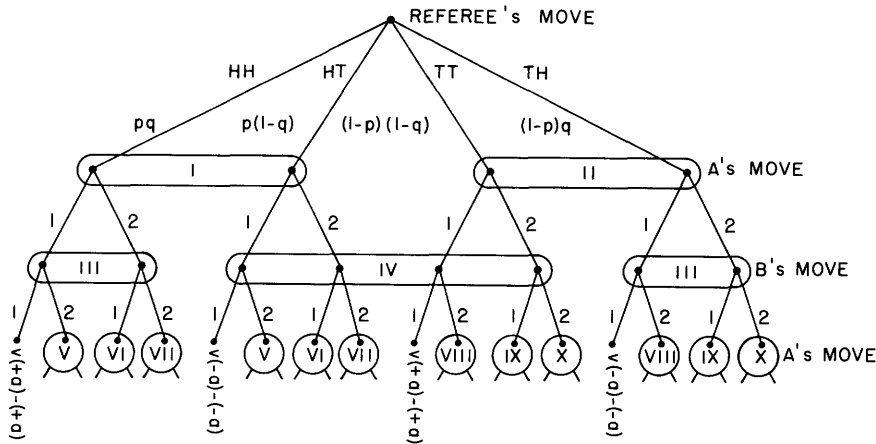 REFEREE's MOVE
HH HT TT TH
pq p(1-q) (1-p)(1-q) (1-p)q
I II A's MOVE
1 2 1 2 1 2 1 2
III IV III B's MOVE
1 2 1 2 1 2 1 2 1 2 1 2 1 2 1 2
V VI VII V VI VII VIII IX X VIII IX X A's MOVE
v(+a)-(+a) v(-a)-(-a) v(+a)-(+a) v(-a)-(-a)